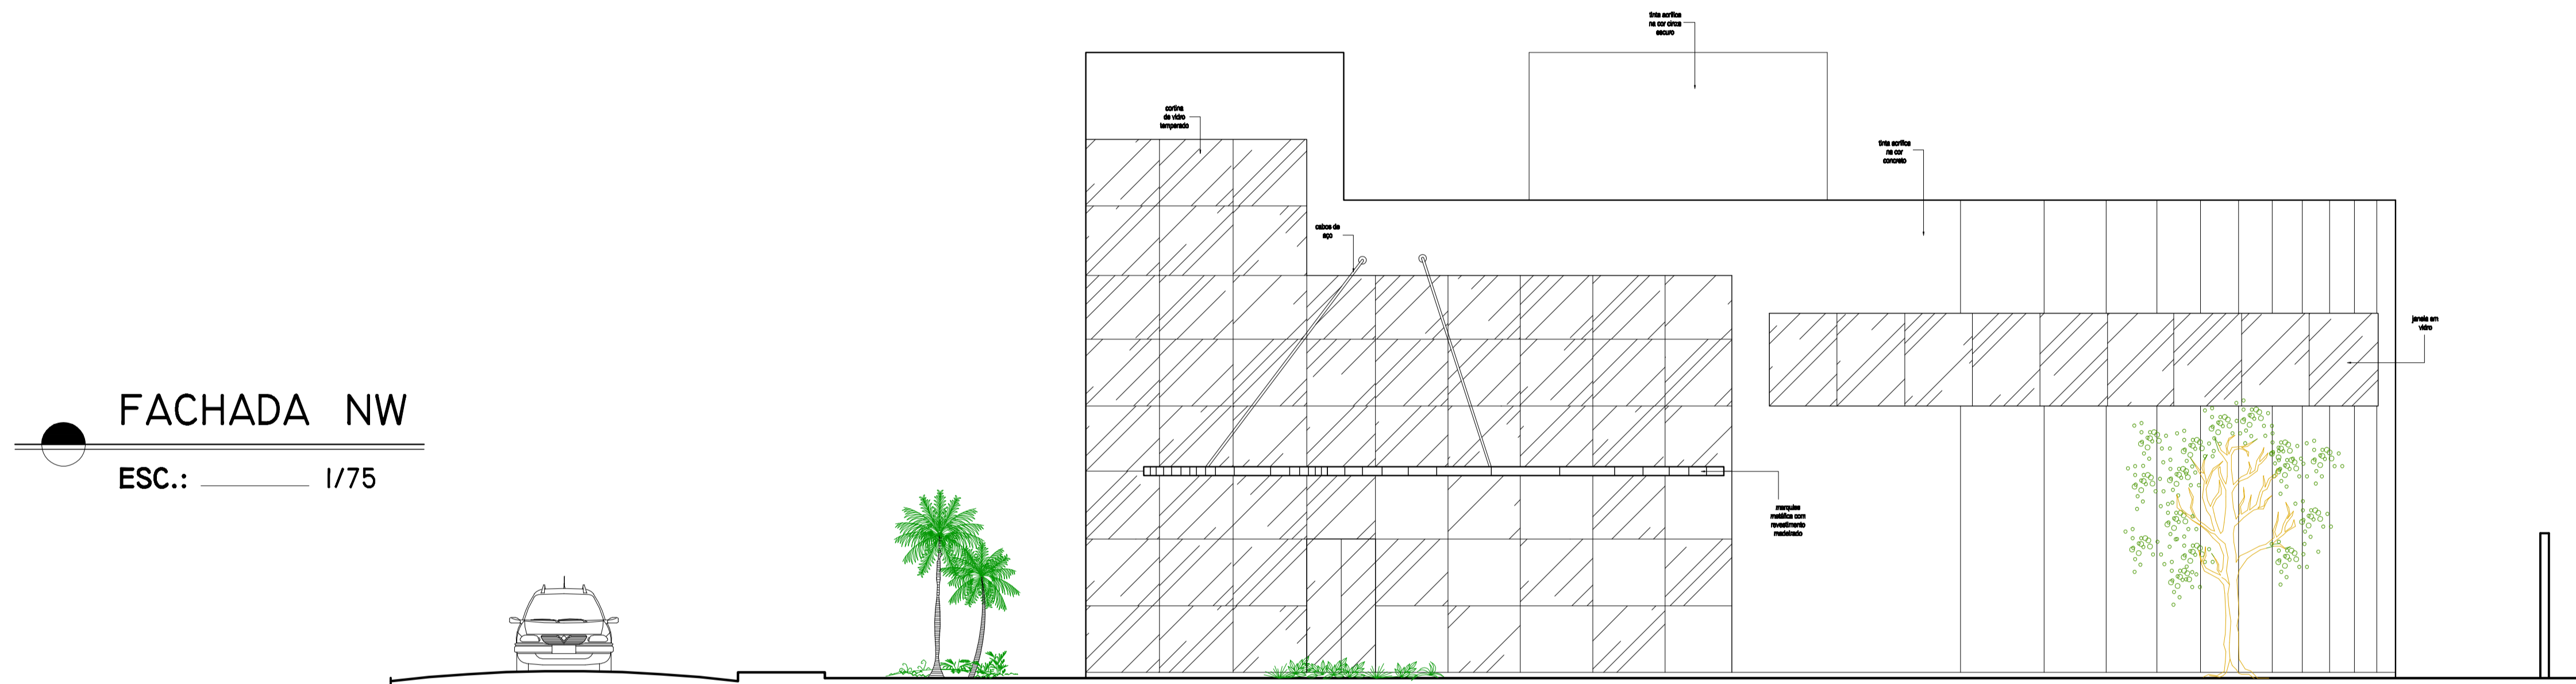 tinta acrílica
na cor cinza
escuro
cortina
de vidro
temperado
tinta acrílica
na cor
concreto
cabos de
aço
janela em
vidro
FACHADA NW
ESC.: 1/75
marquise
metálica com
revestimento
madeirado